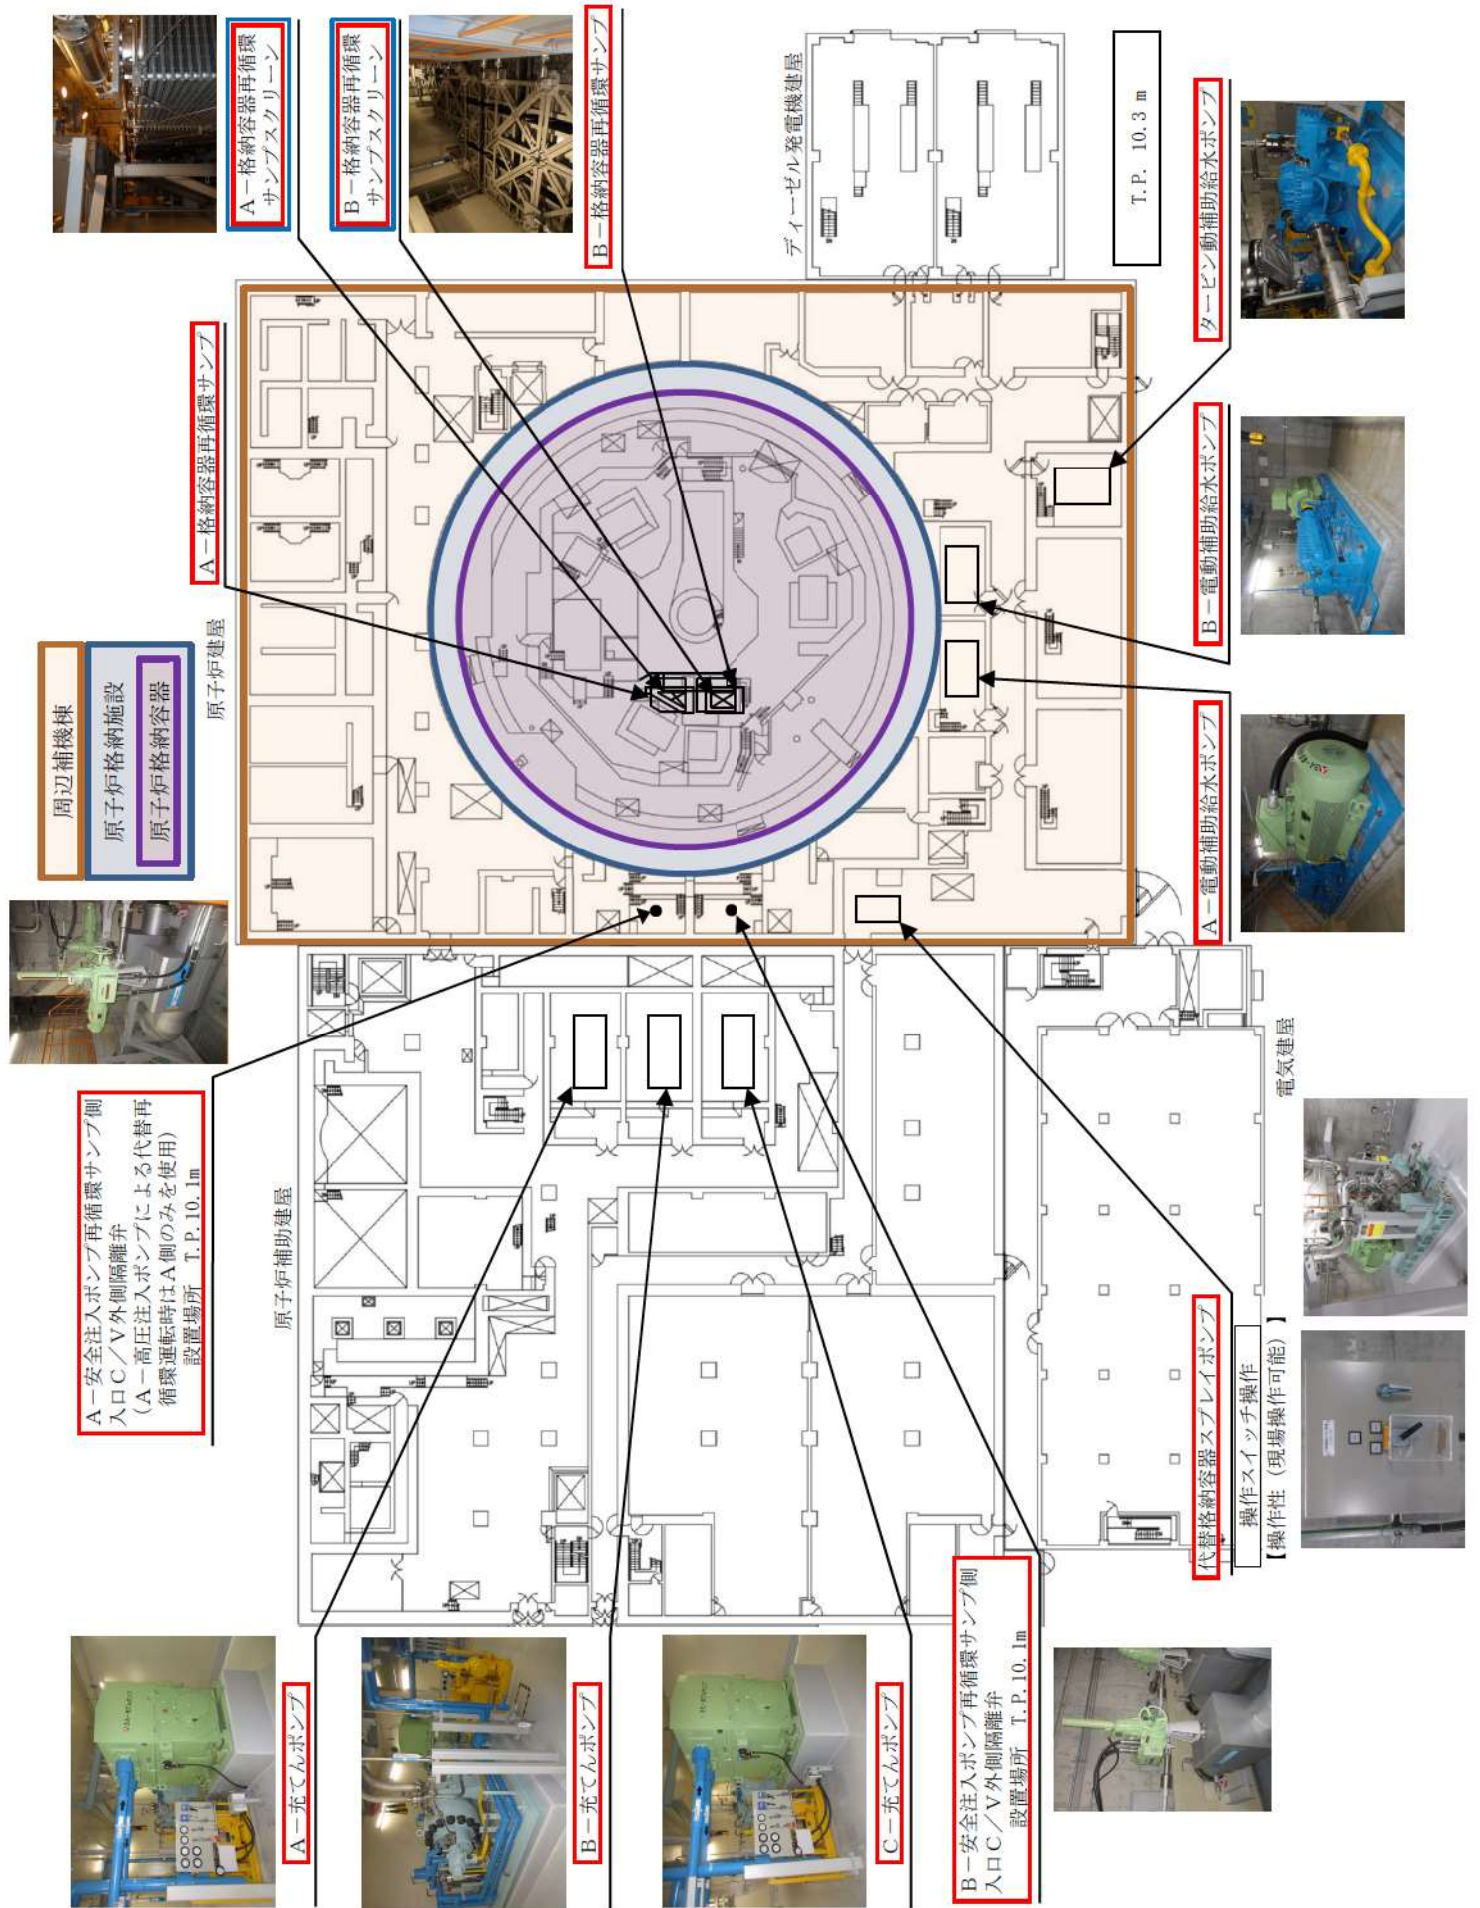 周辺補機棟
原子炉格納施設
原子炉格納容器
原子炉建屋
原子炉補助建屋
ディーゼル発電機建屋
電気建屋
T.P. 10.3 m
A－安全注入ポンプ再循環サンプ側
入口C／V外側隔離弁
（A－高圧注入ポンプによる代替再
循環運転時はA側のみを使用）
設置場所 T.P.10.1m
A－格納容器再循環サンプ
A－格納容器再循環
サンプスクリーン
B－格納容器再循環
サンプスクリーン
B－格納容器再循環サンプ
A－充てんポンプ
B－充てんポンプ
C－充てんポンプ
B－安全注入ポンプ再循環サンプ側
入口C／V外側隔離弁
設置場所 T.P.10.1m
代替格納容器スプレイポンプ
操作スイッチ操作
【操作性（現場操作可能）】
A－電動補助給水ポンプ
B－電動補助給水ポンプ
タービン動補助給水ポンプ